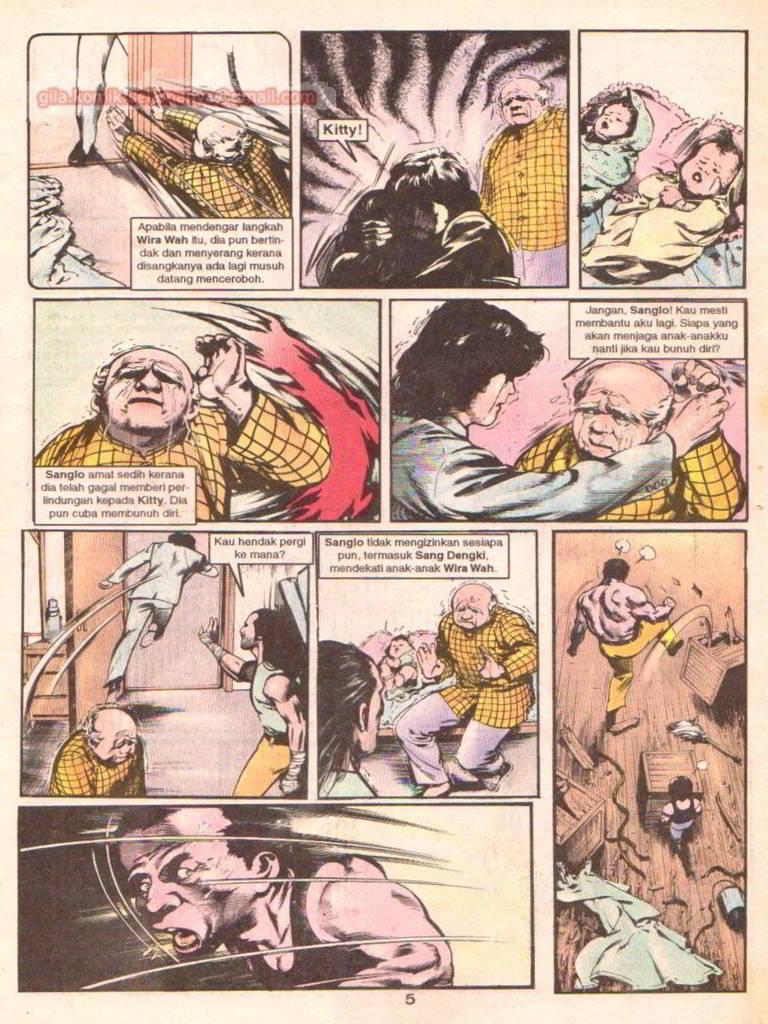 Apabila mendengar langkah
Wira Wah itu, dia pun bertin-
dak dan menyerang kerana
disangkanya ada lagi musuh
datang menceroboh.
Kitty!
Sanglo amat sedih kerana
dia telah gagal memberi per-
lindungan kepada Kitty. Dia
pun cuba membunuh diri.
Jangan, Sanglo! Kau mesti
membantu aku lagi. Siapa yang
akan menjaga anak-anakku
nanti jika kau bunuh diri?
Kau hendak pergi
ke mana?
Sanglo tidak mengizinkan sesiapa
pun, termasuk Sang Dengki,
mendekati anak-anak Wira Wah.
5